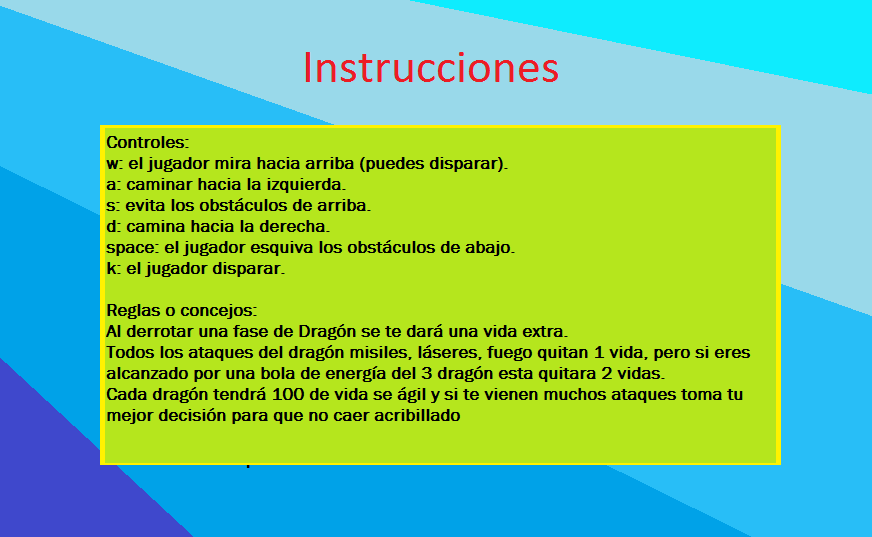 Instrucciones
Controles:
w: el jugador mira hacia arriba (puedes disparar).
a: caminar hacia la izquierda.
s: evita los obstáculos de arriba.
d: camina hacia la derecha.
space: el jugador esquiva los obstáculos de abajo.
k: el jugador disparar.
Reglas o concejos:
Al derrotar una fase de Dragón se te dará una vida extra.
Todos los ataques del dragón misiles, láseres, fuego quitan 1 vida, pero si eres
alcanzado por una bola de energía del 3 dragón esta quitara 2 vidas.
Cada dragón tendrá 100 de vida se ágil y si te vienen muchos ataques toma tu
mejor decisión para que no caer acribillado